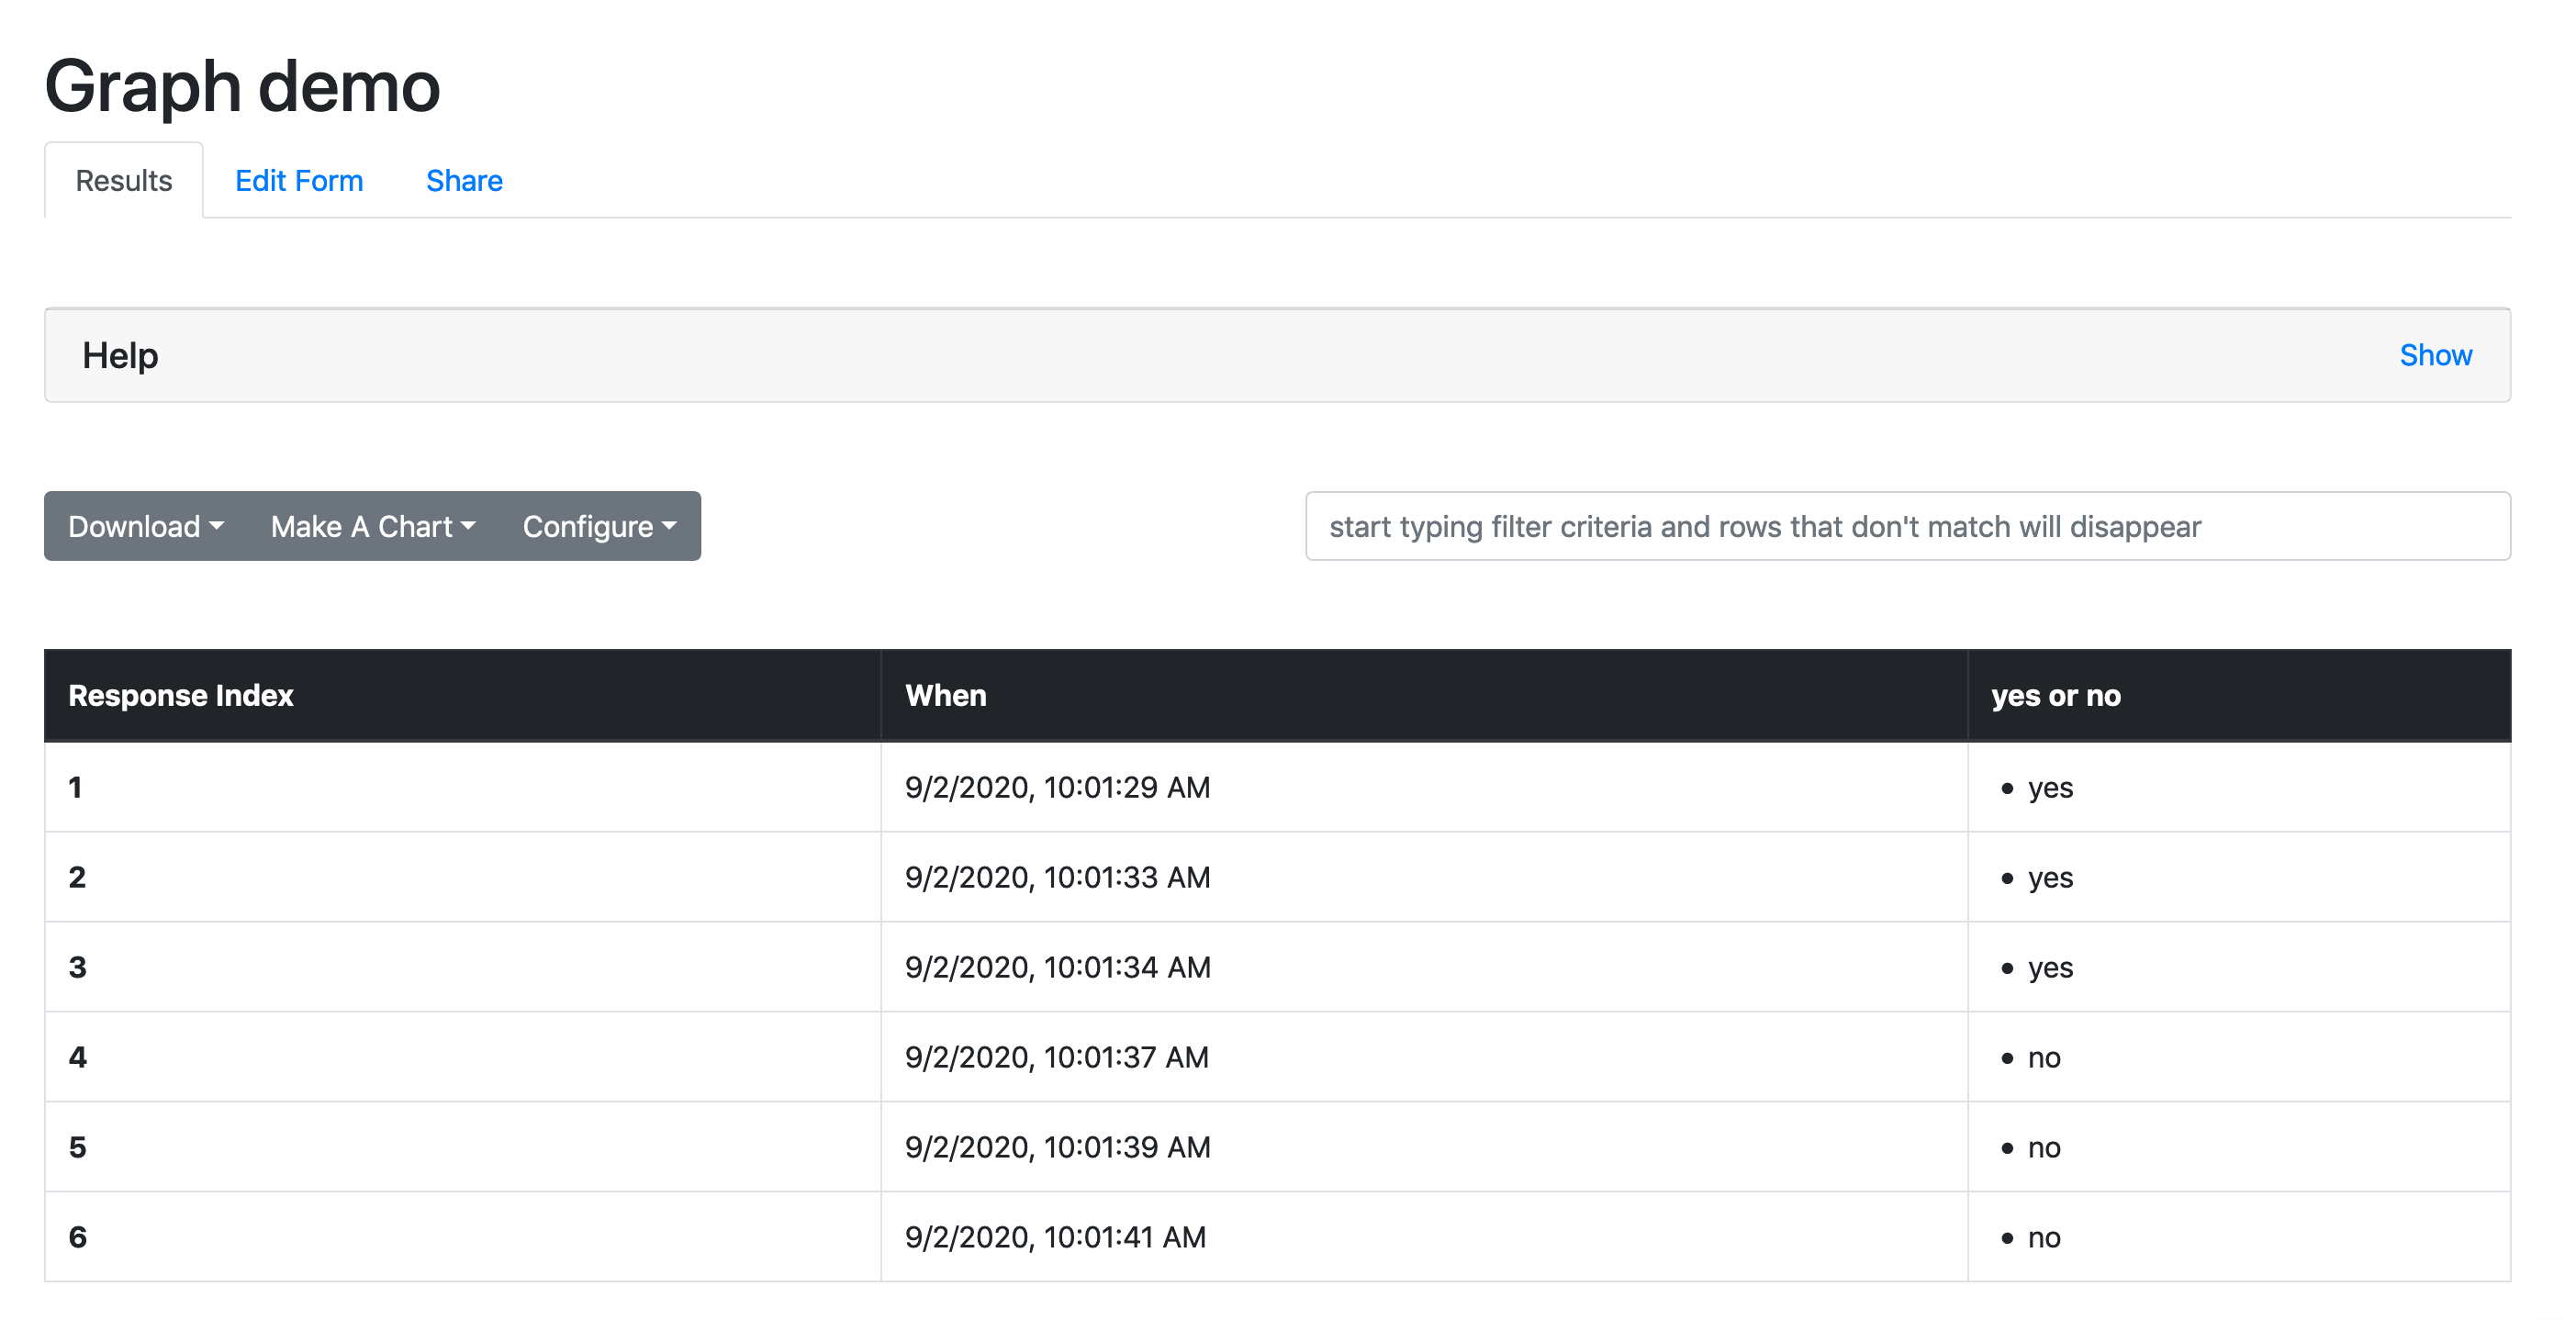 Graph demo
Results Edit Form Share
Help Show
Download Make A Chart Configure start typing filter criteria and rows that don't match will disappear
Response Index When yes or no
1 9/2/2020, 10:01:29 AM • yes
2 9/2/2020, 10:01:33 AM • yes
3 9/2/2020, 10:01:34 AM • yes
4 9/2/2020, 10:01:37 AM • no
5 9/2/2020, 10:01:39 AM • no
6 9/2/2020, 10:01:41 AM • no